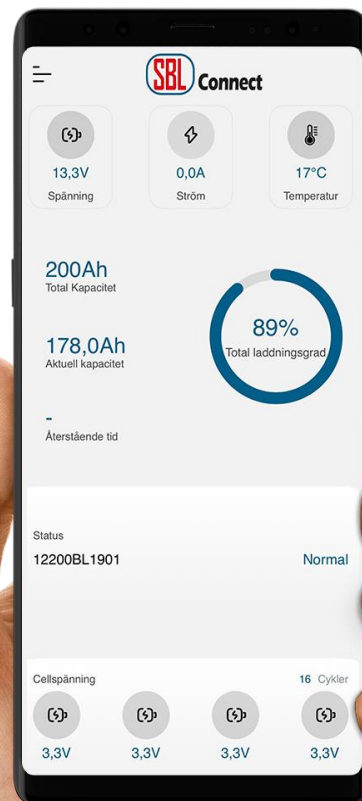 SBL Connect
13,3V
Spänning
0,0A
Ström
17°C
Temperatur
200Ah
Total Kapacitet
178,0Ah
Aktuell kapacitet
-
Återstående tid
89%
Total laddningsgrad
Status
12200BL1901
Normal
Cellspänning
16 Cykler
3,3V
3,3V
3,3V
3,3V